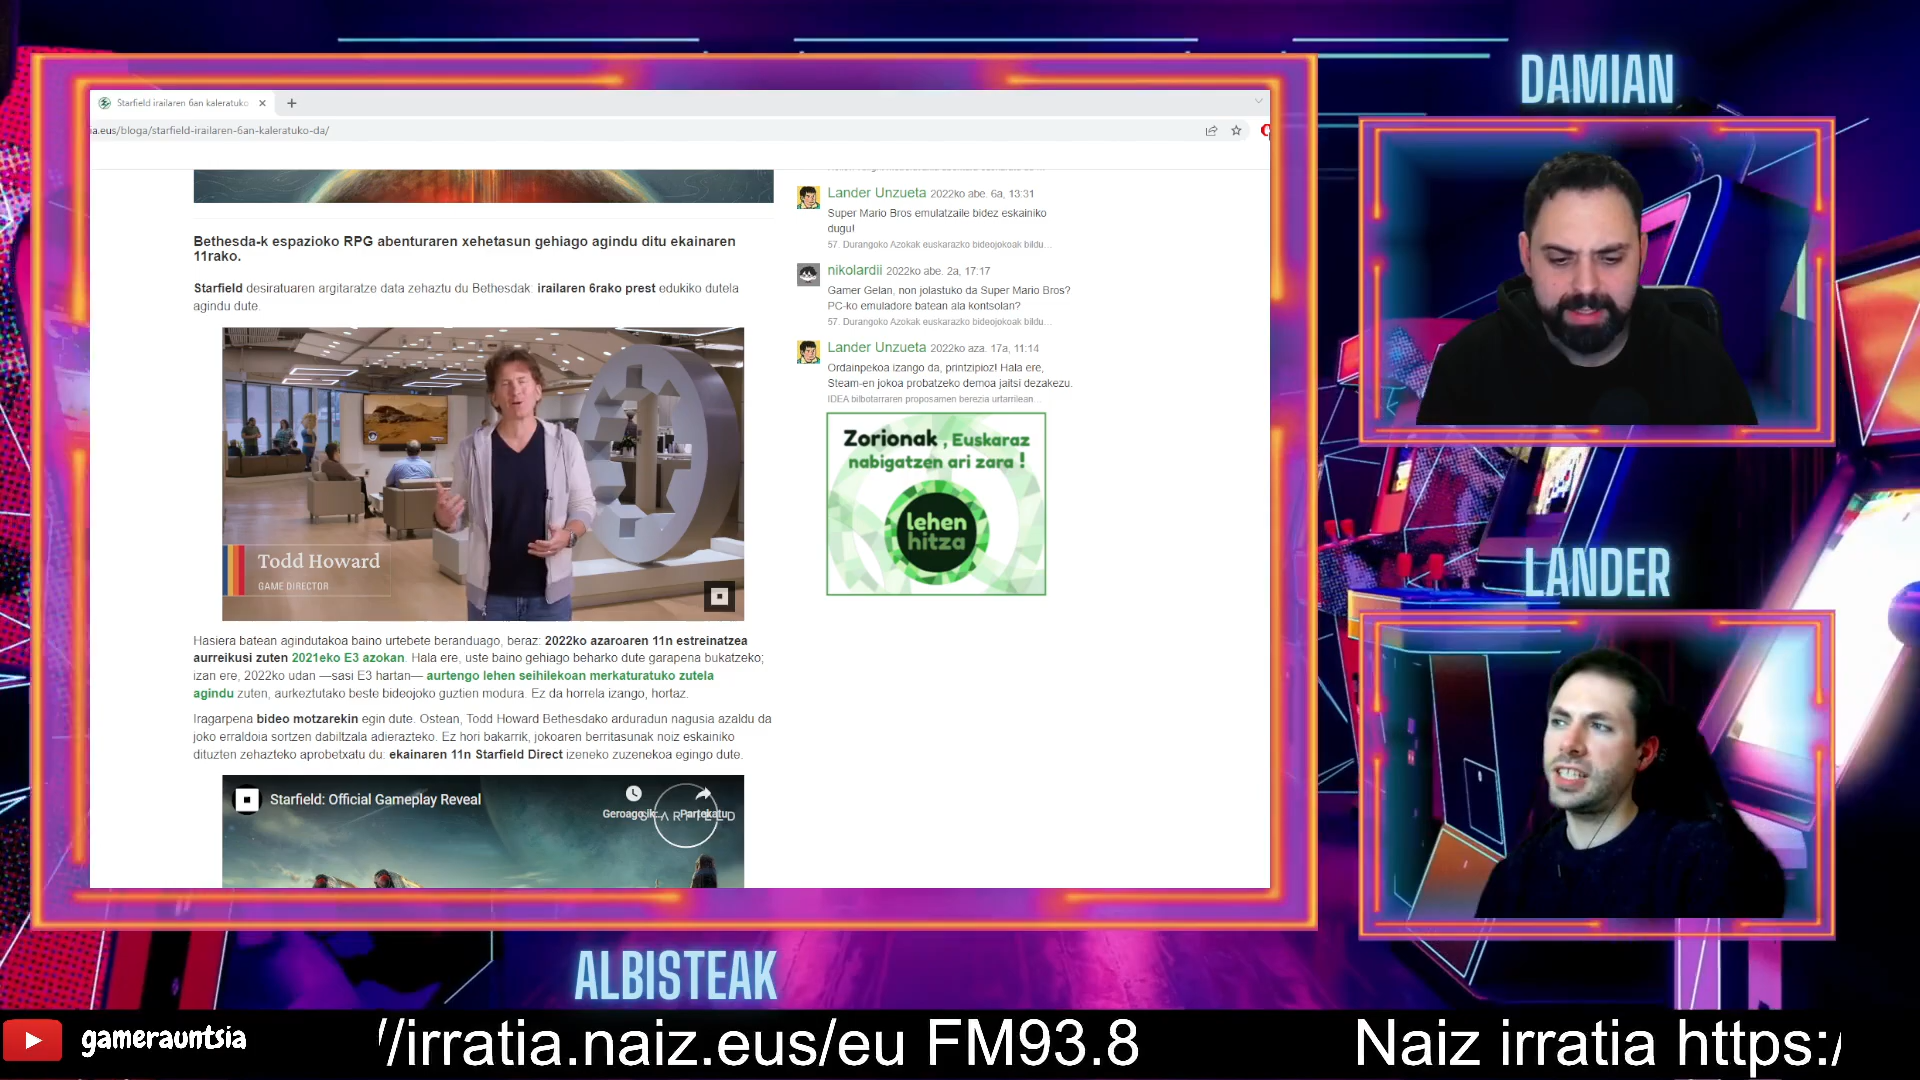 DAMIAN
Starfield irailaren 6an kaleratuko
ia.eus/bloga/starfield-irailaren-6an-kaleratuko-da/
Bethesda-k espazioko RPG abenturaren xehetasun gehiago agindu ditu ekainaren
11rako.
Starfield desiratuaren argitaratze data zehaztu du Bethesdak: irailaren 6rako prest edukiko dutela
agindu dute.
Todd Howard
GAME DIRECTOR
Hasiera batean agindutakoa baino urtebete beranduago, beraz: 2022ko azaroaren 11n estreinatzea
aurreikusi zuten 2021eko E3 azokan. Hala ere, uste baino gehiago beharko dute garapena bukatzeko;
izan ere, 2022ko udan —sasi E3 hartan— aurtengo lehen seihilekoan merkaturatuko zutela
agindu zuten, aurkeztutako beste bideojoko guztien modura. Ez da horrela izango, hortaz.
Iragarpena bideo motzarekin egin dute. Ostean, Todd Howard Bethesdako arduradun nagusia azaldu da
joko erraldoia sortzen dabiltzala adierazteko. Ez hori bakarrik, jokoaren berritasunak noiz eskainiko
dituzten zehazteko aprobetxatu du: ekainaren 11n Starfield Direct izeneko zuzenekoa egingo dute.
Starfield: Official Gameplay Reveal
Partekatu
Lander Unzueta 2022ko abe. 6a, 13:31
Super Mario Bros emulatzaile bidez eskainiko
dugu!
57. Durangoko Azokak euskarazko bideojokoak bildu...
nikolardii 2022ko abe. 2a, 17:17
Gamer Gelan, non jolastuko da Super Mario Bros?
PC-ko emuladore batean ala kontsolan?
57. Durangoko Azokak euskarazko bideojokoak bildu...
Lander Unzueta 2022ko aza. 17a, 11:14
Ordainpekoa izango da, printzipioz! Hala ere,
Steam-en jokoa probatzeko demoa jaitsi dezakezu.
IDEA bilbotarraren proposamen berezia urtarrilean...
Zorionak , Euskaraz
nabigatzen ari zara !
lehen
hitza
LANDER
ALBISTEAK
gamerauntsia
//irratia.naiz.eus/eu FM93.8
Naiz irratia https:/